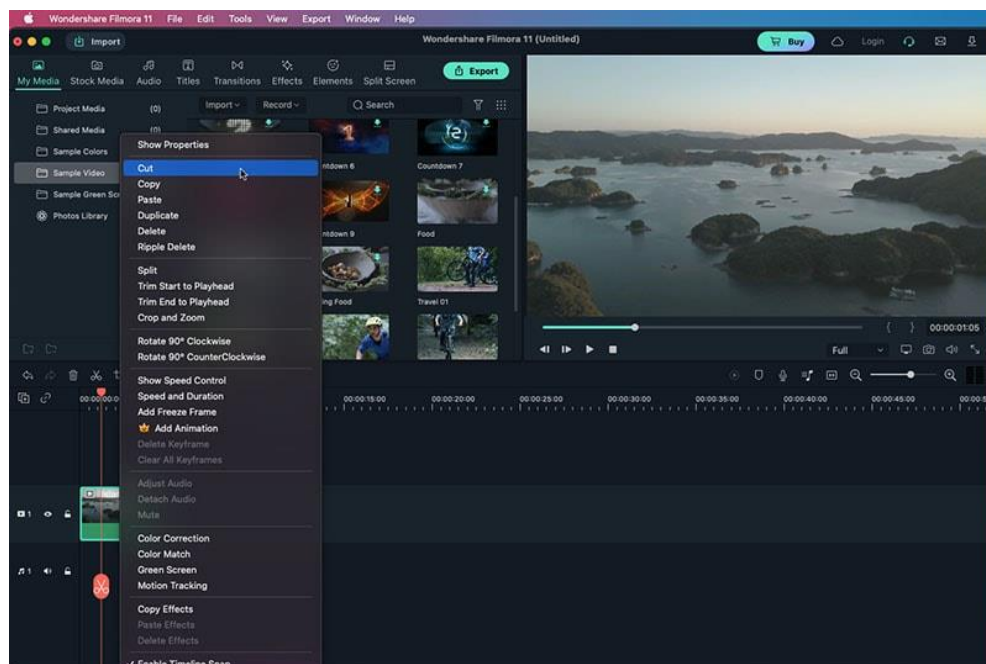 Wondershare Filmora 11 File Edit Tools View Export Window Help
Import
Wondershare Filmora 11 (Untitled)
Buy
Login
My Media
Stock Media
Audio
Titles
Transitions
Effects
Elements
Split Screen
Export
Project Media (0)
Shared Media (0)
Sample Colors
Sample Video
Sample Green Scr
Photos Library
Import
Record
Search
ntdown 6
Countdown 7
ntdown 9
Food
ing Food
Travel 01
Show Properties
Cut
Copy
Paste
Duplicate
Delete
Ripple Delete
Split
Trim Start to Playhead
Trim End to Playhead
Crop and Zoom
Rotate 90° Clockwise
Rotate 90° CounterClockwise
Show Speed Control
Speed and Duration
Add Freeze Frame
Add Animation
Delete Keyframe
Clear All Keyframes
Adjust Audio
Detach Audio
Mute
Color Correction
Color Match
Green Screen
Motion Tracking
Copy Effects
Paste Effects
Delete Effects
✓ Enable Timeline Snap
{ } 00:00:01:05
Full
00:00:15:00 00:00:20:00 00:00:25:00 00:00:30:00 00:00:35:00 00:00:40:00 00:00:45:00
1
1